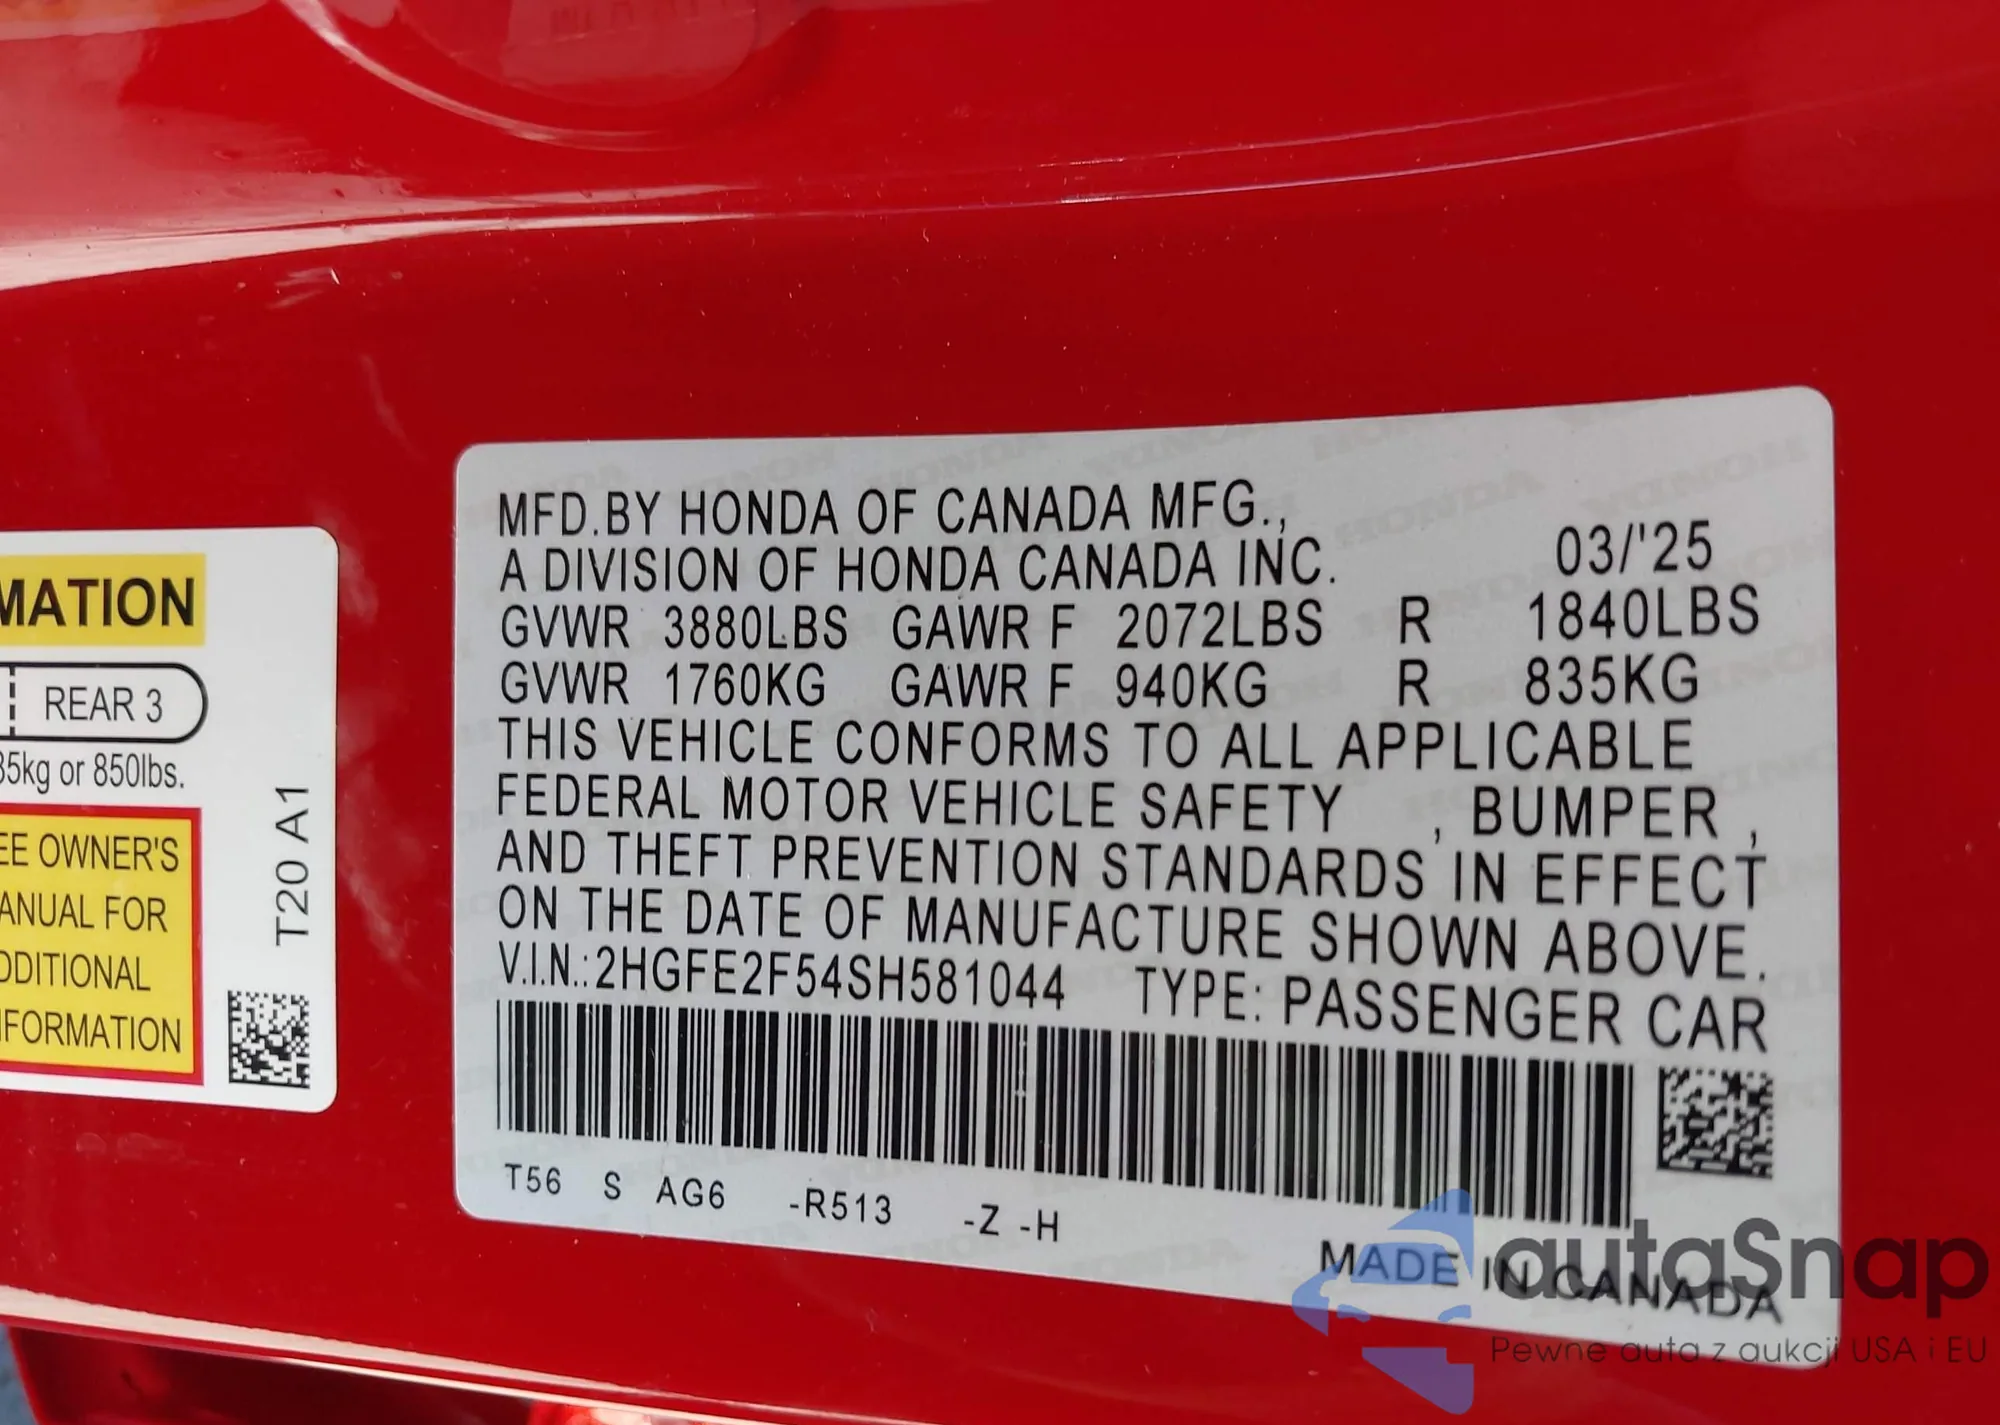 MATION
REAR 3
35kg or 850lbs.
EE OWNER'S
ANUAL FOR
DDITIONAL
NFORMATION
T20 A1
MFD.BY HONDA OF CANADA MFG.,
A DIVISION OF HONDA CANADA INC. 03/'25
GVWR 3880LBS GAWR F 2072LBS R 1840LBS
GVWR 1760KG GAWR F 940KG R 835KG
THIS VEHICLE CONFORMS TO ALL APPLICABLE
FEDERAL MOTOR VEHICLE SAFETY , BUMPER ,
AND THEFT PREVENTION STANDARDS IN EFFECT
ON THE DATE OF MANUFACTURE SHOWN ABOVE.
V.I.N.:2HGFE2F54SH581044 TYPE: PASSENGER CAR
T56 S AG6 -R513 -Z -H
MADE IN CANADA
autaSnap
Pewne auta z aukcji USA i EU